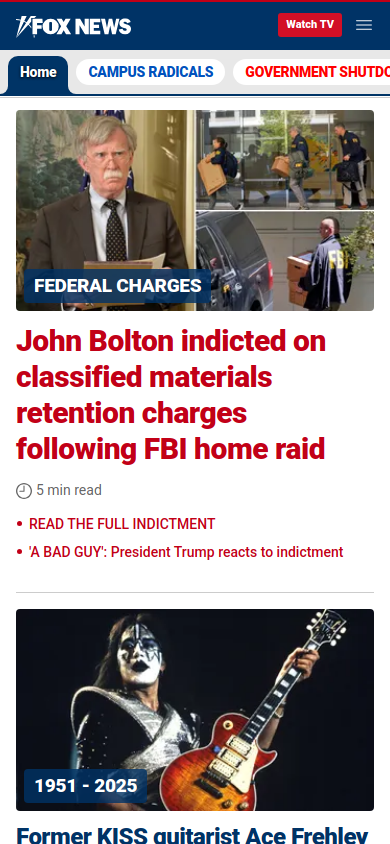 FOX NEWS
Watch TV
Home
CAMPUS RADICALS
GOVERNMENT SHUTDO
FBI
FEDERAL CHARGES
John Bolton indicted on
classified materials
retention charges
following FBI home raid
5 min read
READ THE FULL INDICTMENT
'A BAD GUY': President Trump reacts to indictment
1951 - 2025
Former KISS guitarist Ace Frehley